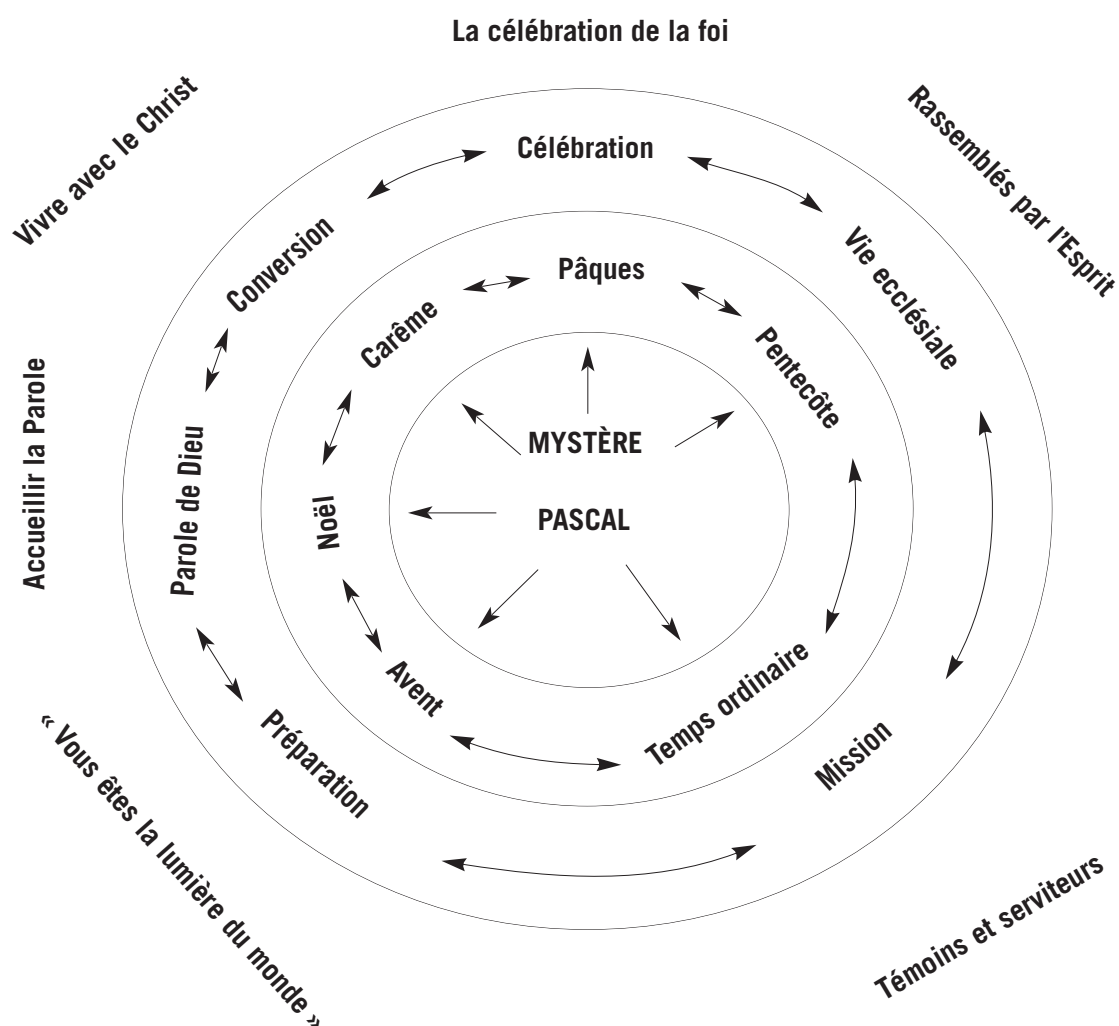 La célébration de la foi
Vivre avec le Christ
Rassemblés par l'Esprit
Accueillir la Parole
« Vous êtes la lumière du monde »
Témoins et serviteurs
Célébration
Conversion
Vie ecclésiale
Parole de Dieu
Préparation
Mission
Pâques
Carême
Pentecôte
Noël
Avent
Temps ordinaire
MYSTÈRE
PASCAL